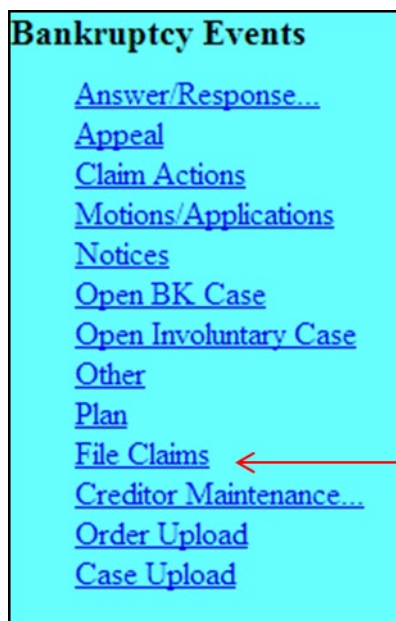 Bankruptcy Events
Answer/Response...
Appeal
Claim Actions
Motions/Applications
Notices
Open BK Case
Open Involuntary Case
Other
Plan
File Claims
Creditor Maintenance...
Order Upload
Case Upload